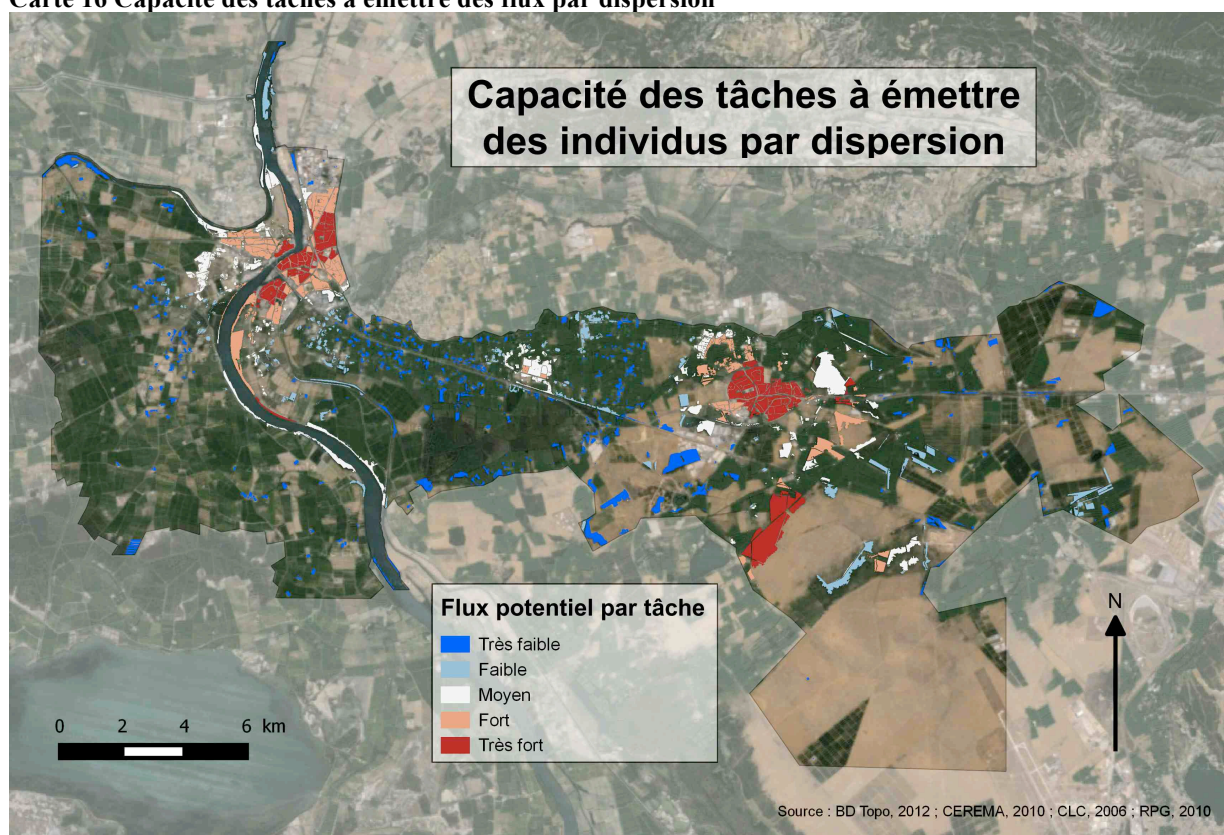 Carte 16 Capacité des tâches à émettre des flux par dispersion
Capacité des tâches à émettre
des individus par dispersion
Flux potentiel par tâche
Très faible
Faible
Moyen
Fort
Très fort
0 2 4 6 km
N
Source : BD Topo, 2012 ; CEREMA, 2010 ; CLC, 2006 ; RPG, 2010